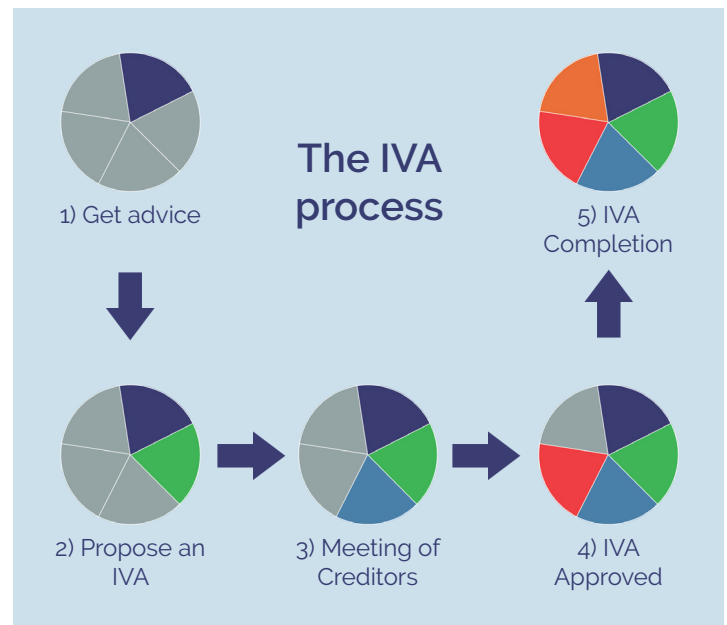 The IVA
process
1) Get advice
2) Propose an
IVA
3) Meeting of
Creditors
4) IVA
Approved
5) IVA
Completion